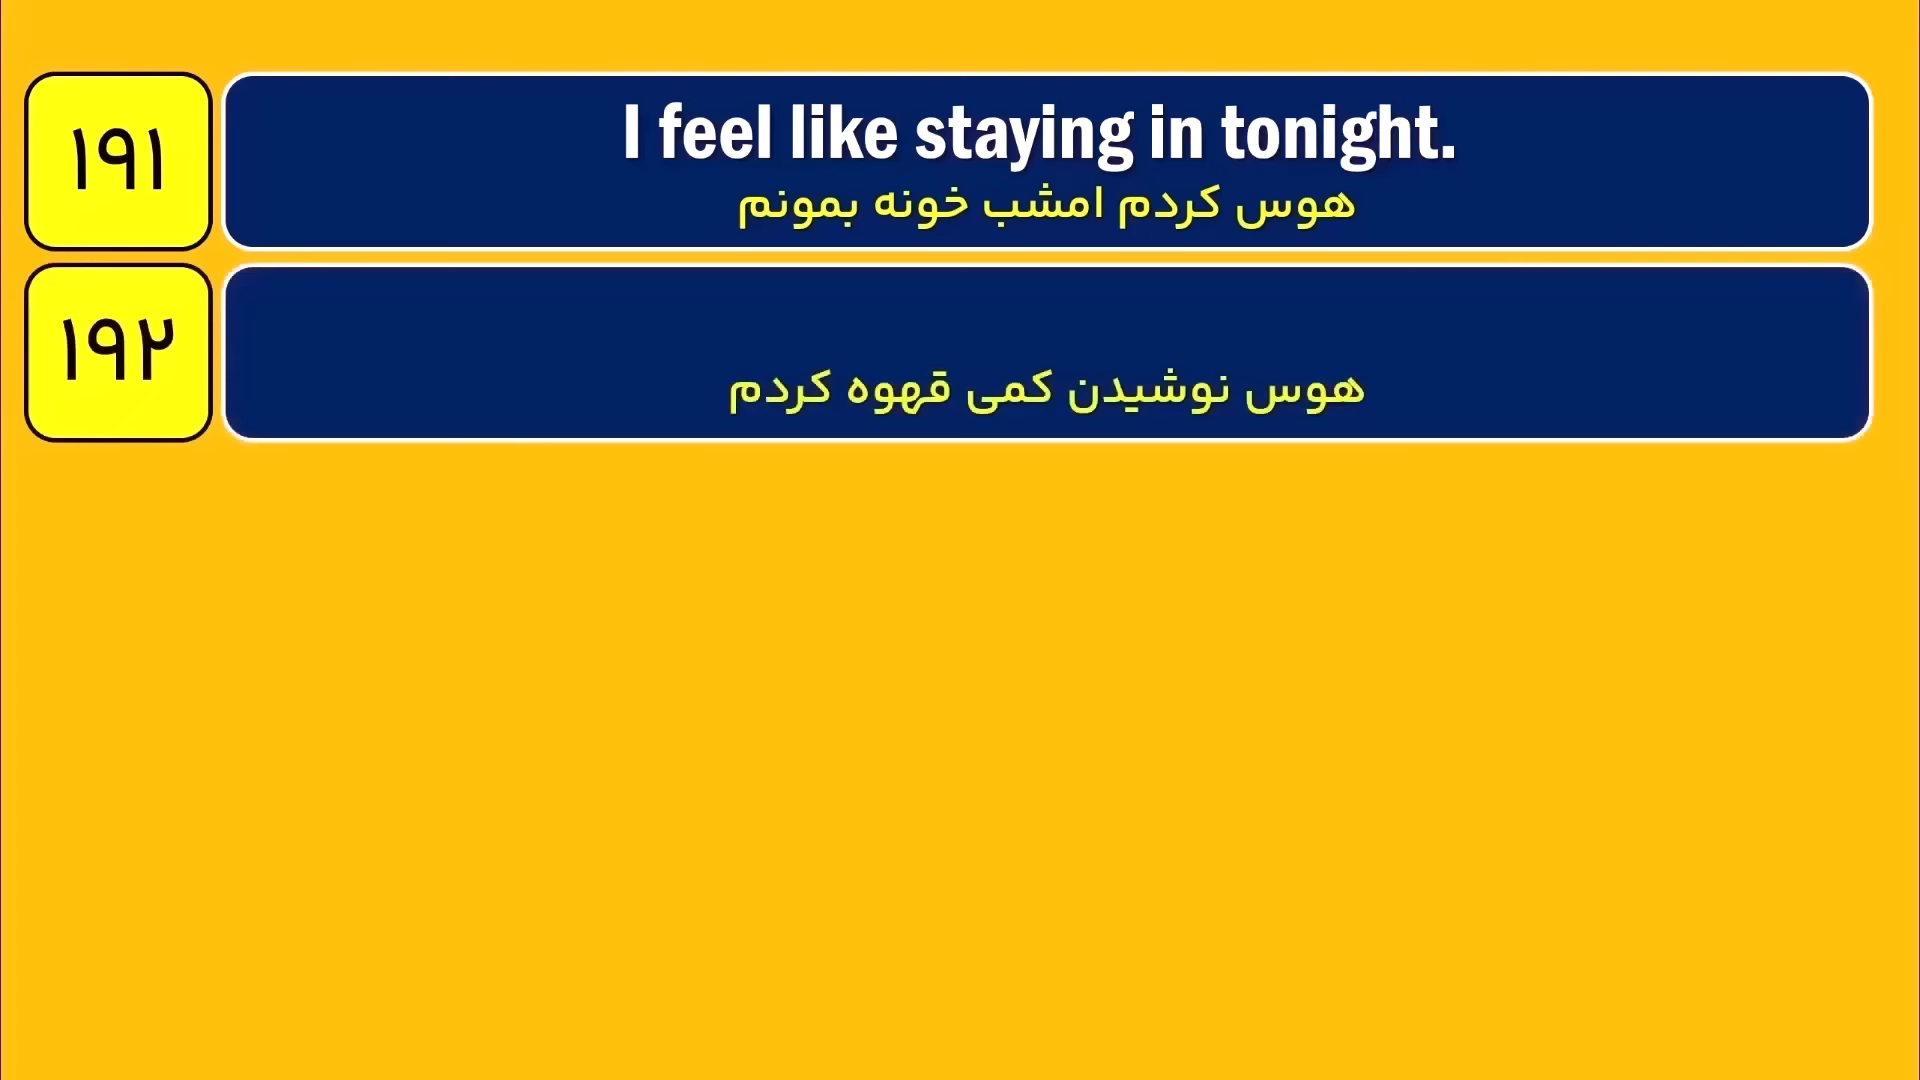 ۱۹۱
I feel like staying in tonight.
هوس کردم امشب خونه بمونم
۱۹۲
هوس نوشیدن کمی قهوه کردم